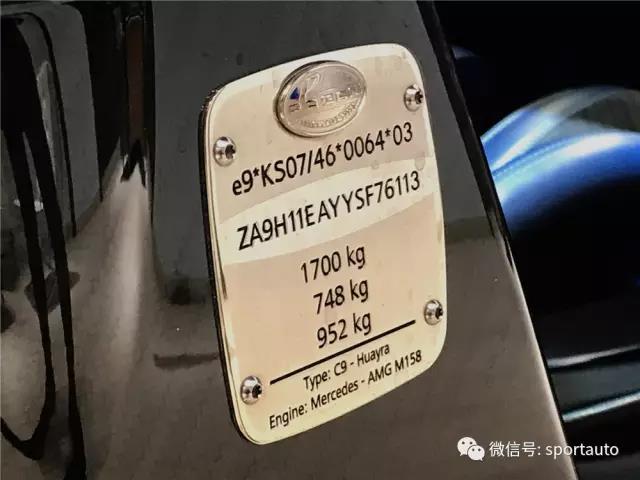 e9*KS07/46*0064*03
ZA9H11EAYYSF76113
1700 kg
748 kg
952 kg
Type: C9 - Huayra
Engine: Mercedes - AMG M158
微信号: sportauto